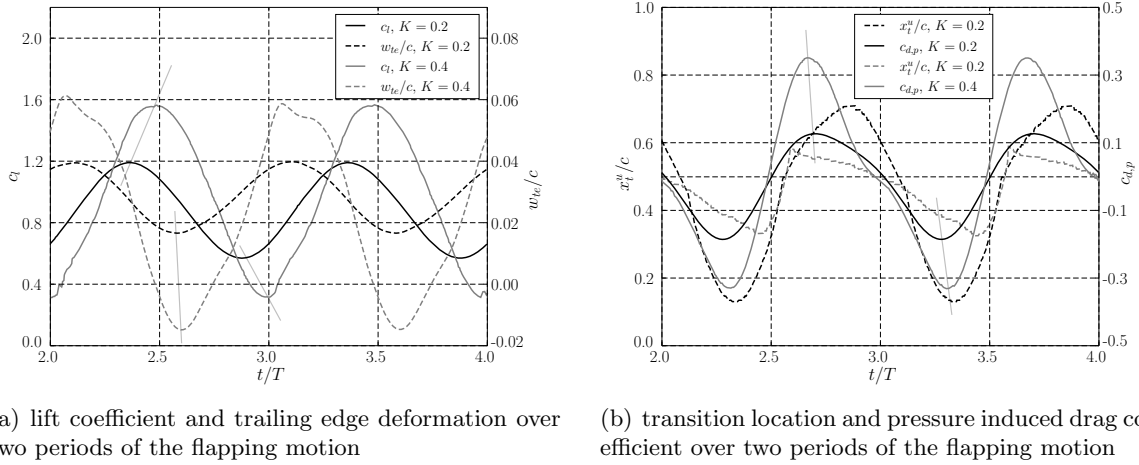 2.0
1.6
1.2
0.8
0.4
0.0
c_l
2.0
2.5
3.0
3.5
4.0
t/T
0.08
0.06
0.04
0.02
0.00
-0.02
w_te/c
c_l, K = 0.2
w_te/c, K = 0.2
c_l, K = 0.4
w_te/c, K = 0.4
1.0
0.8
0.6
0.4
0.2
0.0
x_t^u/c
2.0
2.5
3.0
3.5
4.0
t/T
0.5
0.3
0.1
-0.1
-0.3
-0.5
c_d,p
x_t^u/c, K = 0.2
c_d,p, K = 0.2
x_t^u/c, K = 0.2
c_d,p, K = 0.4
a) lift coefficient and trailing edge deformation over
wo periods of the flapping motion
(b) transition location and pressure induced drag co
efficient over two periods of the flapping motion